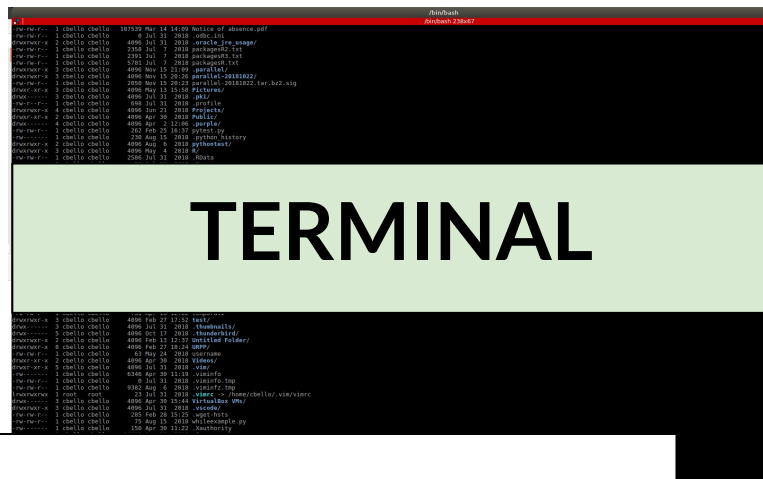 /bin/bash
/bin/bash 238x67
-rw-rw-r-- 1 cbello cbello 187539 Mar 14 14:09 Notice of absence.pdf
-rw-rw-r-- 1 cbello cbello 0 Jul 31 2018 .odbc.ini
drwxrwxr-x 2 cbello cbello 4096 Jul 31 2018 .oracle_jre_usage/
-rw-rw-r-- 1 cbello cbello 2350 Jul 7 2018 packagesR2.txt
-rw-rw-r-- 1 cbello cbello 2391 Jul 7 2018 packagesR3.txt
-rw-rw-r-- 1 cbello cbello 5781 Jul 7 2018 packagesR.txt
drwxrwxr-x 3 cbello cbello 4096 Nov 15 21:09 .parallel/
drwxrwxr-x 3 cbello cbello 4096 Nov 15 20:26 parallel-20181022/
-rw-rw-r-- 1 cbello cbello 2050 Nov 15 20:23 parallel-20181022.tar.bz2.sig
drwxr-xr-x 3 cbello cbello 4096 May 13 15:58 Pictures/
drwx------ 3 cbello cbello 4096 Jul 31 2018 .pki/
-rw-r--r-- 1 cbello cbello 698 Jul 31 2018 .profile
drwxrwxr-x 4 cbello cbello 4096 Jun 21 2018 Projects/
drwxr-xr-x 2 cbello cbello 4096 Apr 30 2018 Public/
drwx------ 4 cbello cbello 4096 Apr 2 12:06 .purple/
-rw-rw-r-- 1 cbello cbello 262 Feb 25 16:37 pytest.py
-rw------- 1 cbello cbello 230 Aug 15 2018 .python_history
drwxrwxr-x 2 cbello cbello 4096 Aug 6 2018 pythontest/
drwxrwxr-x 3 cbello cbello 4096 May 4 2018 R/
-rw-rw-r-- 1 cbello cbello 2506 Jul 31 2018 .RData
TERMINAL
drwxrwxr-x 3 cbello cbello 4096 Feb 27 17:52 test/
drwx------ 3 cbello cbello 4096 Jul 31 2018 .thumbnails/
drwx------ 5 cbello cbello 4096 Oct 17 2018 .thunderbird/
drwxrwxr-x 2 cbello cbello 4096 Feb 13 12:37 Untitled Folder/
drwxrwxr-x 8 cbello cbello 4096 Feb 27 18:24 URPP/
-rw-rw-r-- 1 cbello cbello 63 May 24 2018 username
drwxr-xr-x 2 cbello cbello 4096 Apr 30 2018 Videos/
drwxr-xr-x 5 cbello cbello 4096 Jul 31 2018 .vim/
-rw------- 1 cbello cbello 6346 Apr 30 11:19 .viminfo
-rw-rw-r-- 1 cbello cbello 0 Jul 31 2018 .viminfo.tmp
-rw-rw-r-- 1 cbello cbello 9382 Aug 6 2018 .viminfz.tmp
lrwxrwxrwx 1 root root 23 Jul 31 2018 .vimrc -> /home/cbello/.vim/vimrc
drwxrwxr-x 3 cbello cbello 4096 Apr 30 15:44 VirtualBox VMs/
drwxrwxr-x 3 cbello cbello 4096 Jul 31 2018 .vscode/
-rw-rw-r-- 1 cbello cbello 285 Feb 28 15:25 .wget-hsts
-rw-rw-r-- 1 cbello cbello 75 Aug 15 2018 whileexample.py
-rw------- 1 cbello cbello 150 Apr 30 11:22 .Xauthority